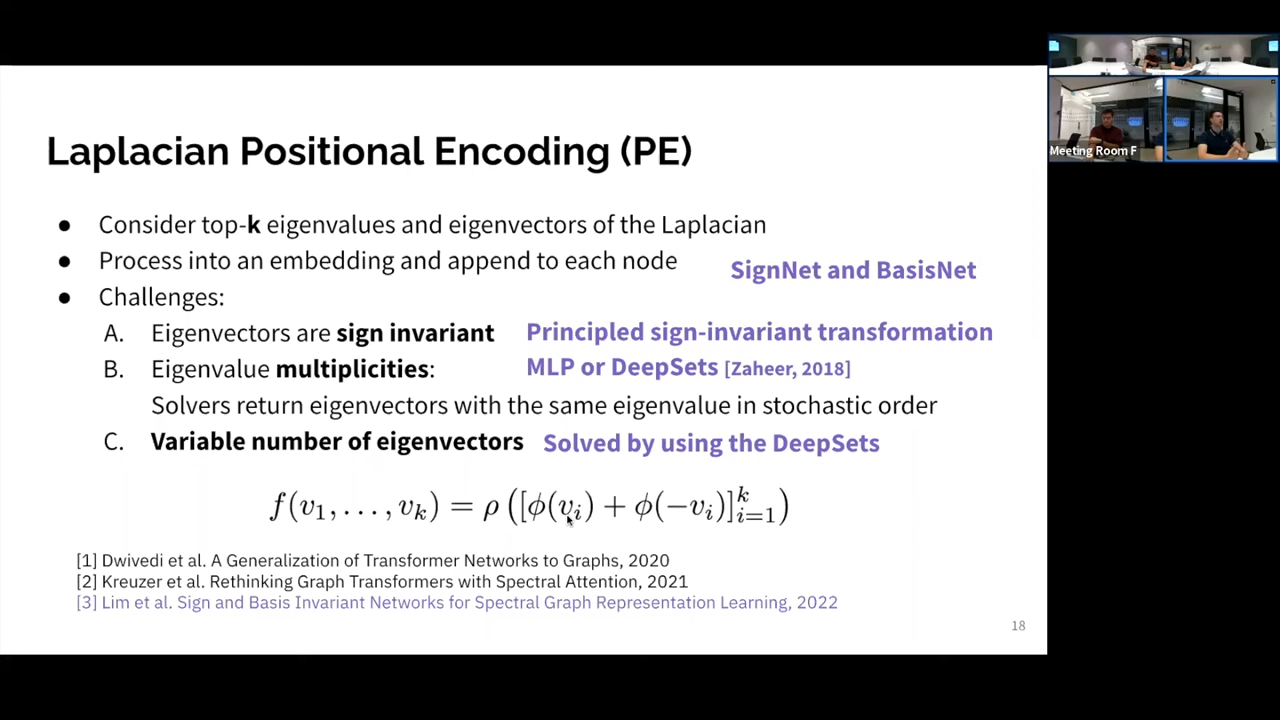 Laplacian Positional Encoding (PE)
● Consider top-k eigenvalues and eigenvectors of the Laplacian
● Process into an embedding and append to each node
SignNet and BasisNet
● Challenges:
A. Eigenvectors are sign invariant Principled sign-invariant transformation
B. Eigenvalue multiplicities: MLP or DeepSets [Zaheer, 2018]
Solvers return eigenvectors with the same eigenvalue in stochastic order
C. Variable number of eigenvectors Solved by using the DeepSets
f(v₁, . . . , vₖ) = ρ ([ϕ(vᵢ) + ϕ(−vᵢ)]ᵏᵢ₌₁)
[1] Dwivedi et al. A Generalization of Transformer Networks to Graphs, 2020
[2] Kreuzer et al. Rethinking Graph Transformers with Spectral Attention, 2021
[3] Lim et al. Sign and Basis Invariant Networks for Spectral Graph Representation Learning, 2022
18
Meeting Room F